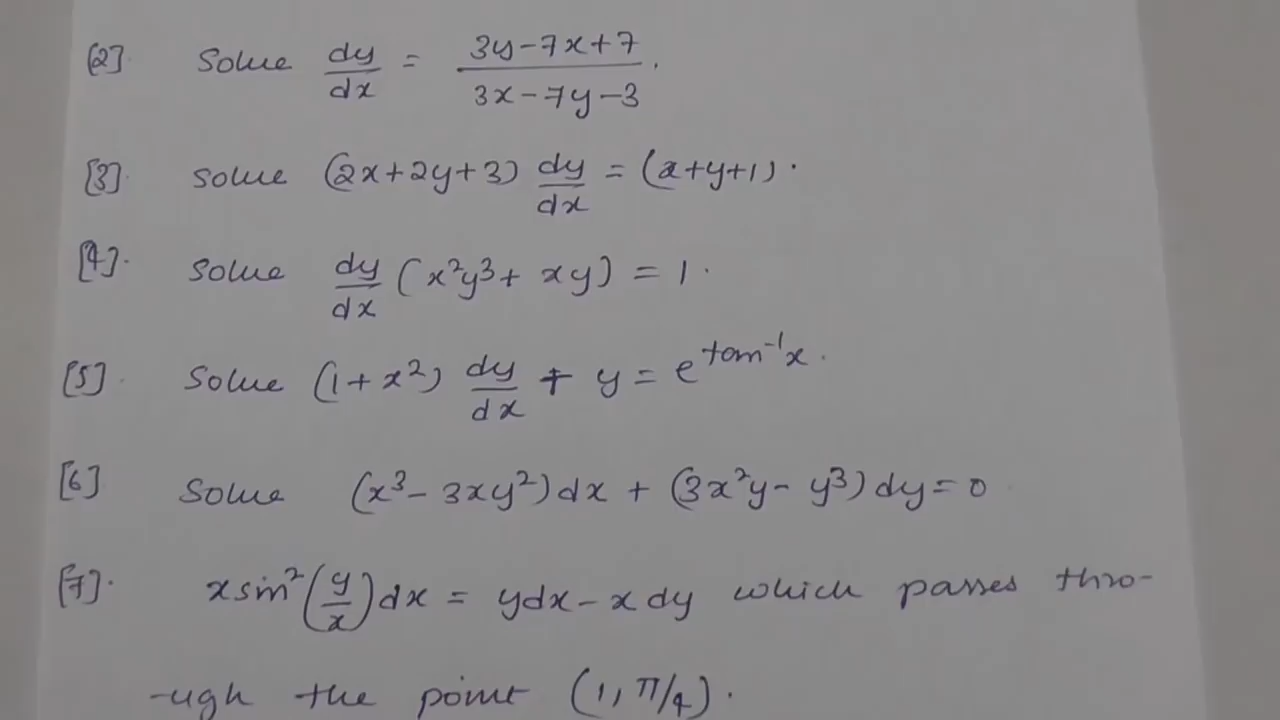 [2] Solve dy/dx = (3y-7x+7)/(3x-7y-3).
[3]. Solve (2x+2y+3) dy/dx = (x+y+1).
[4]. Solve dy/dx (x²y³+ xy) = 1.
[5]. Solve (1+x²) dy/dx + y = e^(tan⁻¹x).
[6] Solve (x³- 3xy²)dx + (3x²y- y³)dy=0
[7]. x sin²(y/x)dx = ydx-x dy which passes thro-
-ugh the point (1, π/4).